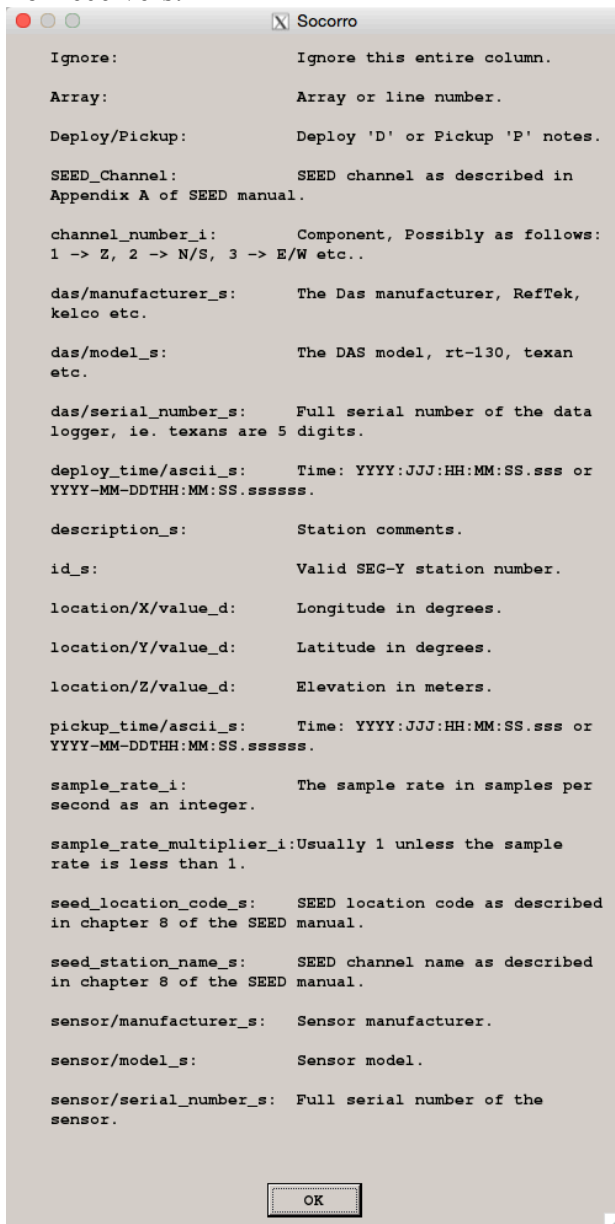 Socorro
Ignore: Ignore this entire column.
Array: Array or line number.
Deploy/Pickup: Deploy 'D' or Pickup 'P' notes.
SEED_Channel: SEED channel as described in
Appendix A of SEED manual.
channel_number_i: Component, Possibly as follows:
1 -> Z, 2 -> N/S, 3 -> E/W etc..
das/manufacturer_s: The Das manufacturer, RefTek,
kelco etc.
das/model_s: The DAS model, rt-130, texan
etc.
das/serial_number_s: Full serial number of the data
logger, ie. texans are 5 digits.
deploy_time/ascii_s: Time: YYYY:JJJ:HH:MM:SS.sss or
YYYY-MM-DDTHH:MM:SS.ssssss.
description_s: Station comments.
id_s: Valid SEG-Y station number.
location/X/value_d: Longitude in degrees.
location/Y/value_d: Latitude in degrees.
location/Z/value_d: Elevation in meters.
pickup_time/ascii_s: Time: YYYY:JJJ:HH:MM:SS.sss or
YYYY-MM-DDTHH:MM:SS.ssssss.
sample_rate_i: The sample rate in samples per
second as an integer.
sample_rate_multiplier_i:Usually 1 unless the sample
rate is less than 1.
seed_location_code_s: SEED location code as described
in chapter 8 of the SEED manual.
seed_station_name_s: SEED channel name as described
in chapter 8 of the SEED manual.
sensor/manufacturer_s: Sensor manufacturer.
sensor/model_s: Sensor model.
sensor/serial_number_s: Full serial number of the
sensor.
OK